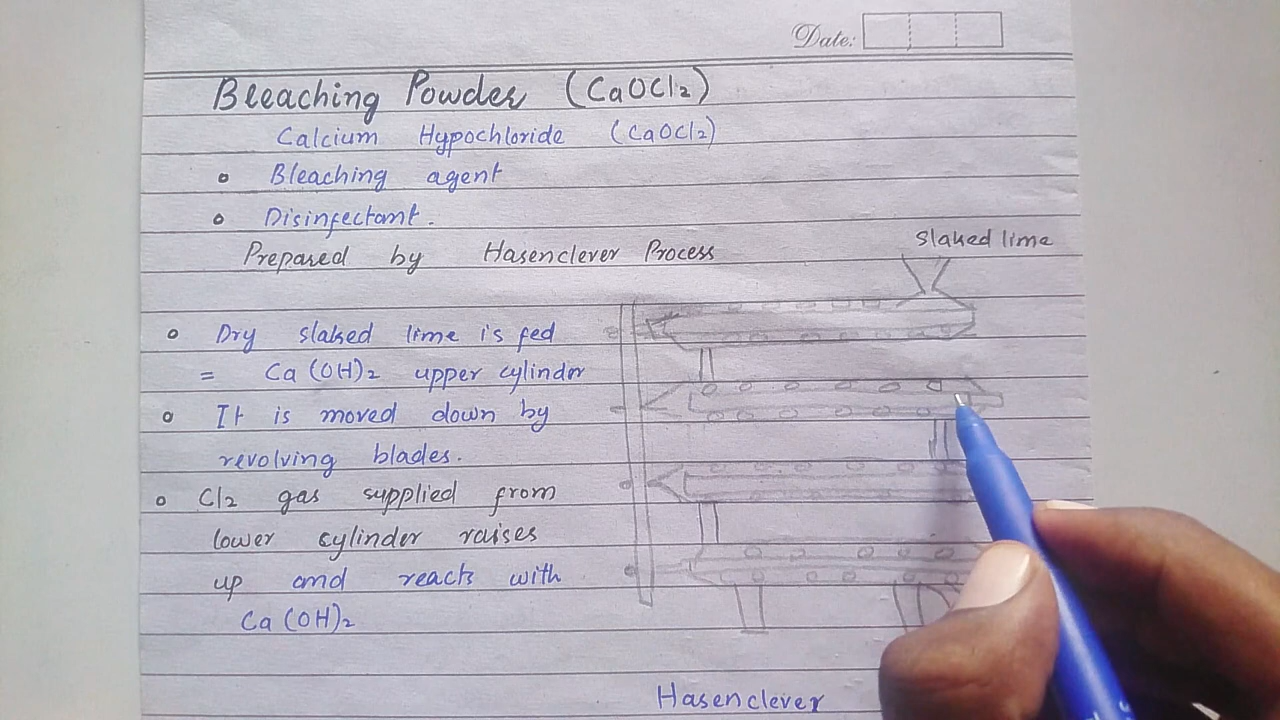 Date:
Bleaching Powder (CaOCl2)
Calcium Hypochloride (CaOCl2)
Bleaching agent
Disinfectant.
Prepared by Hasenclever Process
Slaked lime
Dry slaked lime is fed
= Ca(OH)2 upper cylinder
It is moved down by
revolving blades.
Cl2 gas supplied from
lower cylinder raises
up and reacts with
Ca(OH)2
Hasenclever